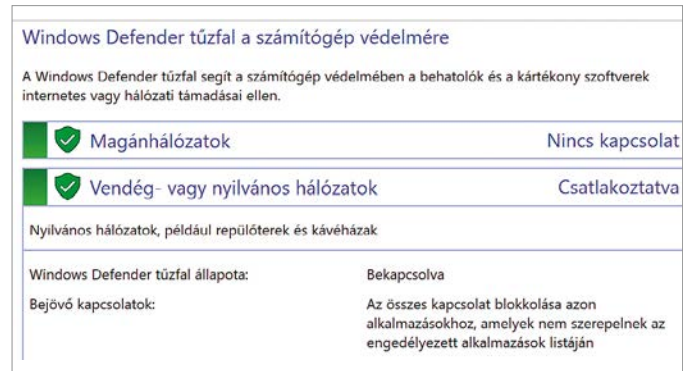 Windows Defender tűzfal a számítógép védelmére
A Windows Defender tűzfal segít a számítógép védelmében a behatolók és a kártékony szoftverek
internetes vagy hálózati támadásai ellen.
Magánhálózatok Nincs kapcsolat
Vendég- vagy nyilvános hálózatok Csatlakoztatva
Nyilvános hálózatok, például repülőterek és kávéházak
Windows Defender tűzfal állapota: Bekapcsolva
Bejövő kapcsolatok: Az összes kapcsolat blokkolása azon
alkalmazásokhoz, amelyek nem szerepelnek az
engedélyezett alkalmazások listáján